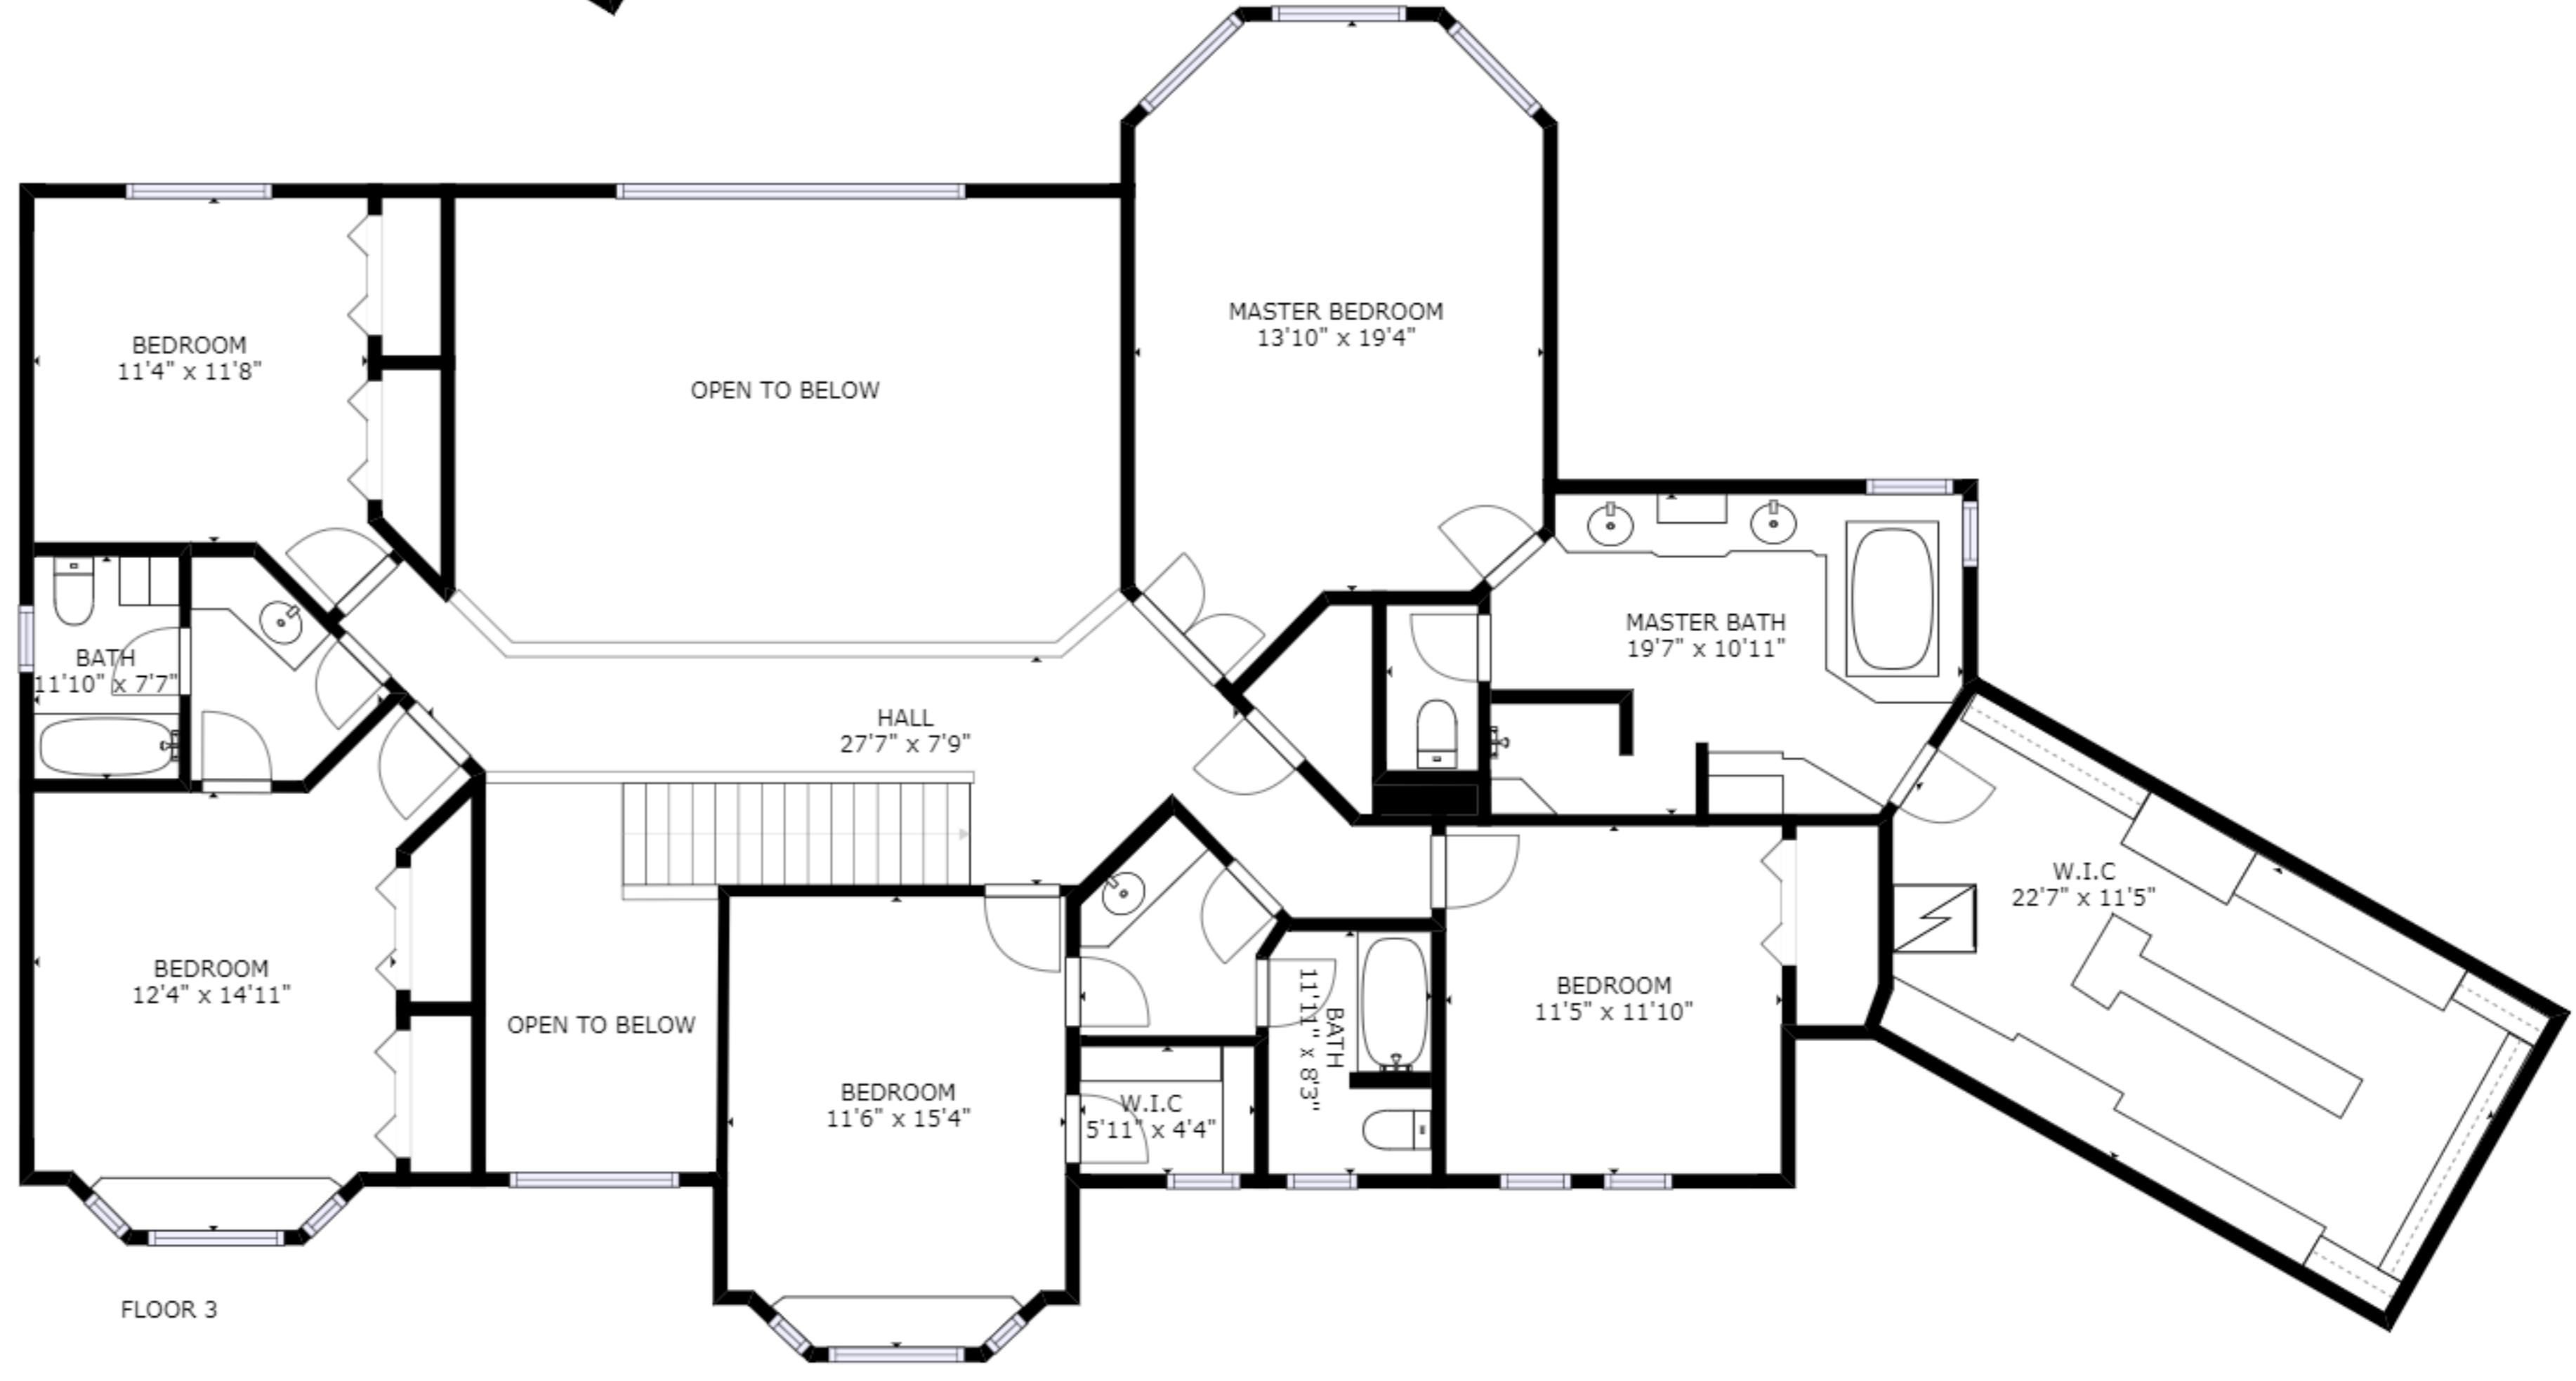 MASTER BEDROOM
13'10" x 19'4"
BEDROOM
11'4" x 11'8"
OPEN TO BELOW
MASTER BATH
19'7" x 10'11"
BATH
11'10" x 7'7"
HALL
27'7" x 7'9"
W.I.C
22'7" x 11'5"
BEDROOM
12'4" x 14'11"
OPEN TO BELOW
BEDROOM
11'6" x 15'4"
W.I.C
5'11" x 4'4"
BATH
11'11" x 8'3"
BEDROOM
11'5" x 11'10"
FLOOR 3